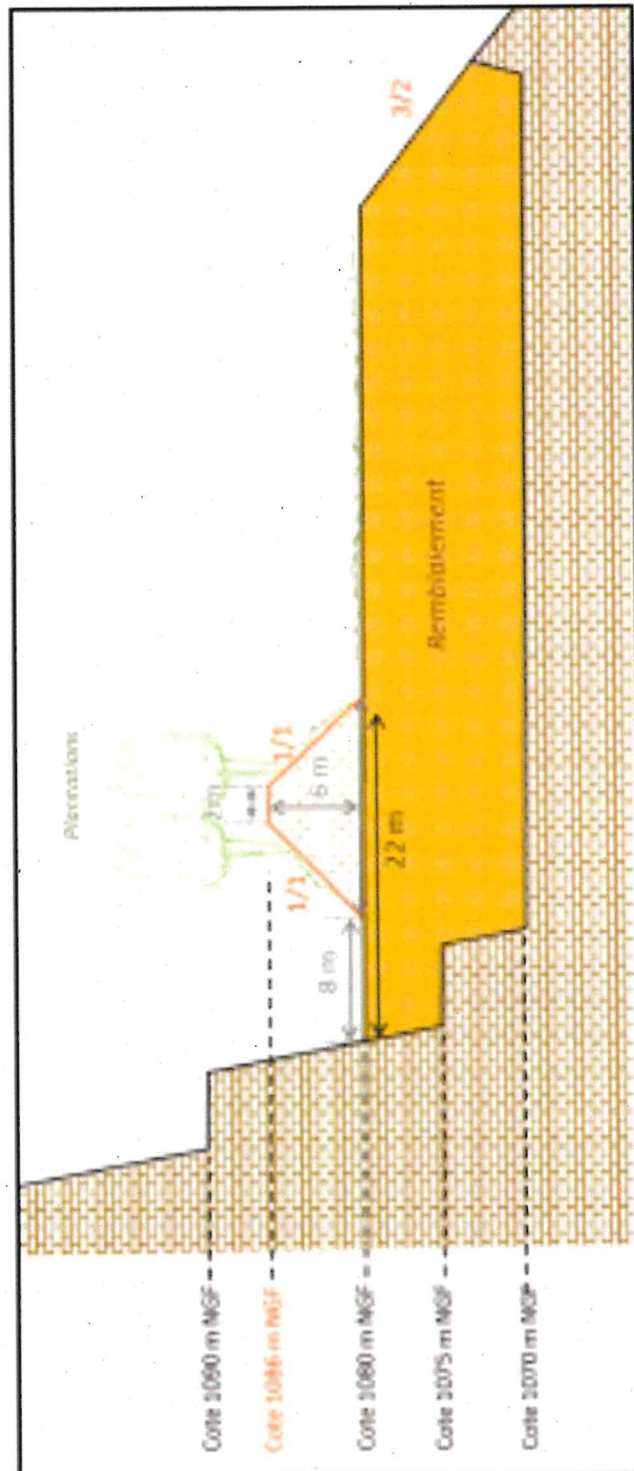 Plantations
2 m
1/1
1/1
6 m
8 m
22 m
3/2
Remblaiement
Cote 1090 m NGF
Cote 1086 m NGF
Cote 1080 m NGF
Cote 1075 m NGF
Cote 1070 m NGF